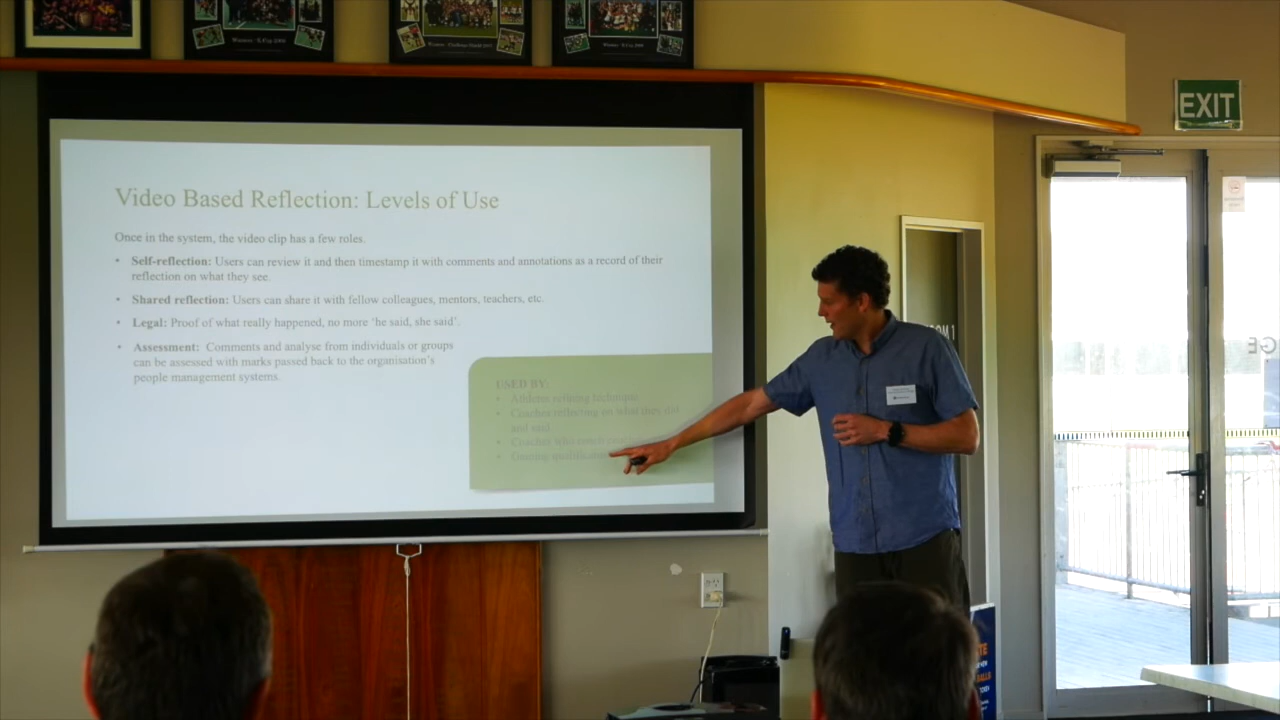 EXIT
Video Based Reflection: Levels of Use
Once in the system, the video clip has a few roles.
• Self-reflection: Users can review it and then timestamp it with comments and annotations as a record of their
reflection on what they see.
• Shared reflection: Users can share it with fellow colleagues, mentors, teachers, etc.
• Legal: Proof of what really happened, no more ‘he said, she said’.
• Assessment: Comments and analyse from individuals or groups
can be assessed with marks passed back to the organisation’s
people management systems.
USED BY:
• Athletes refining technique
• Coaches reflecting on what they did
and said
• Coaches who